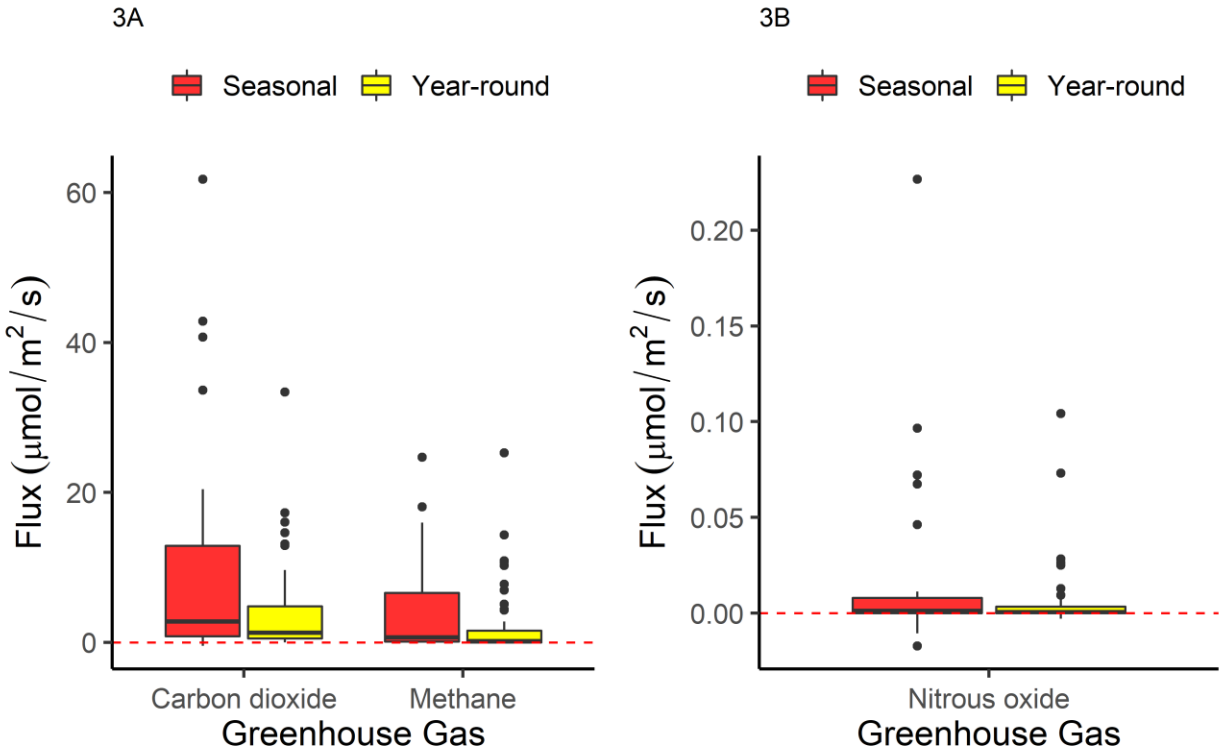 3A
Seasonal Year-round
60
40
20
0
Flux (μmol/m²/s)
Carbon dioxide Methane
Greenhouse Gas
3B
Seasonal Year-round
0.20
0.15
0.10
0.05
0.00
Flux (μmol/m²/s)
Nitrous oxide
Greenhouse Gas